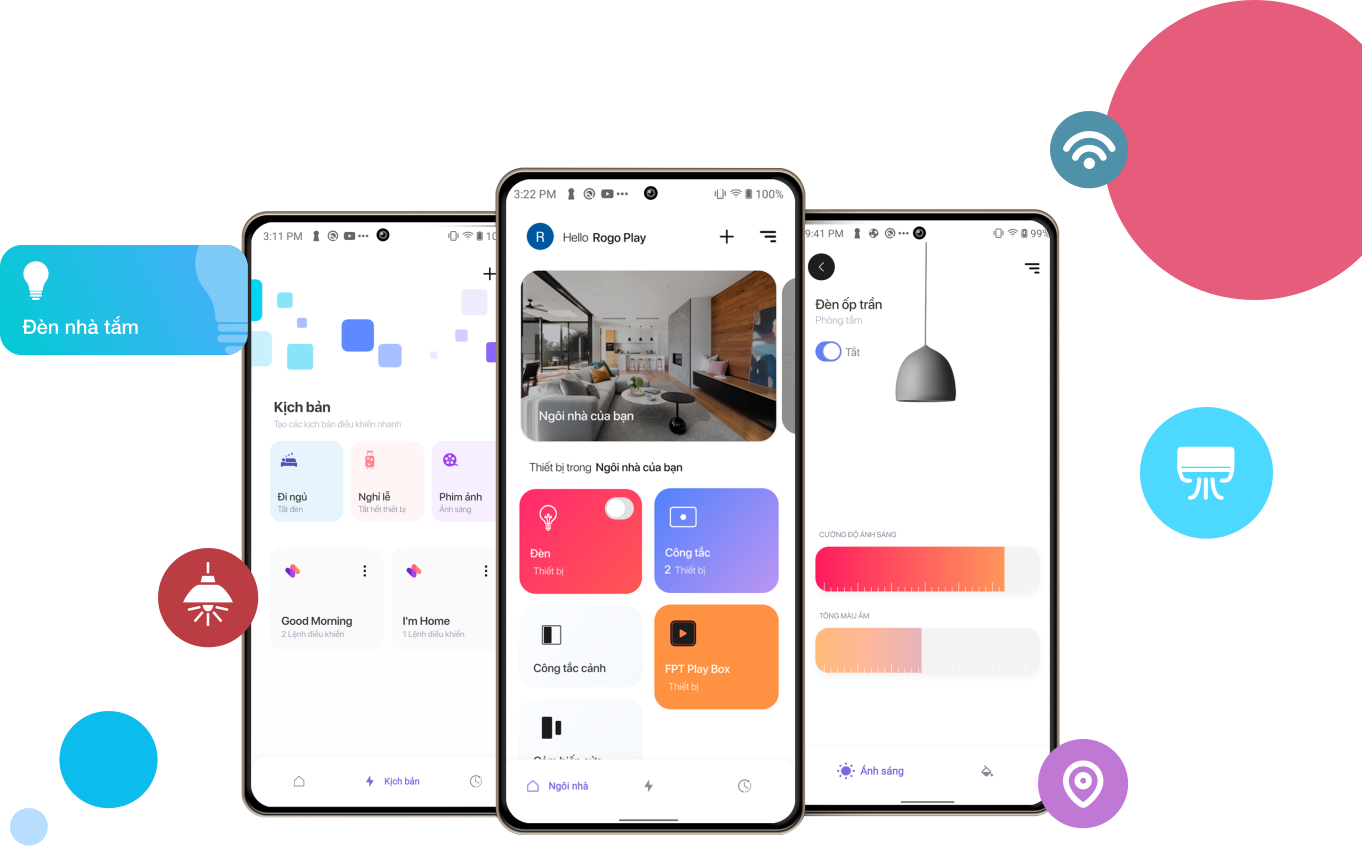 Đèn nhà tắm
3:11 PM
Kịch bản
Tạo các kịch bản điều khiển nhanh
Đi ngủ
Tắt đèn
Nghỉ lễ
Tắt hết thiết bị
Phim ảnh
Ánh sáng
Good Morning
2 Lệnh điều khiển
I'm Home
1 Lệnh điều khiển
Kịch bản
3:22 PM
100%
R
Hello Rogo Play
Ngôi nhà của bạn
Thiết bị trong Ngôi nhà của bạn
Đèn
Thiết bị
Công tắc
2 Thiết bị
Công tắc cảnh
FPT Play Box
Thiết bị
Ngôi nhà
9:41 PM
99%
Đèn ốp trần
Phòng tắm
Tắt
CƯỜNG ĐỘ ÁNH SÁNG
TÔNG MÀU ẤM
Ánh sáng